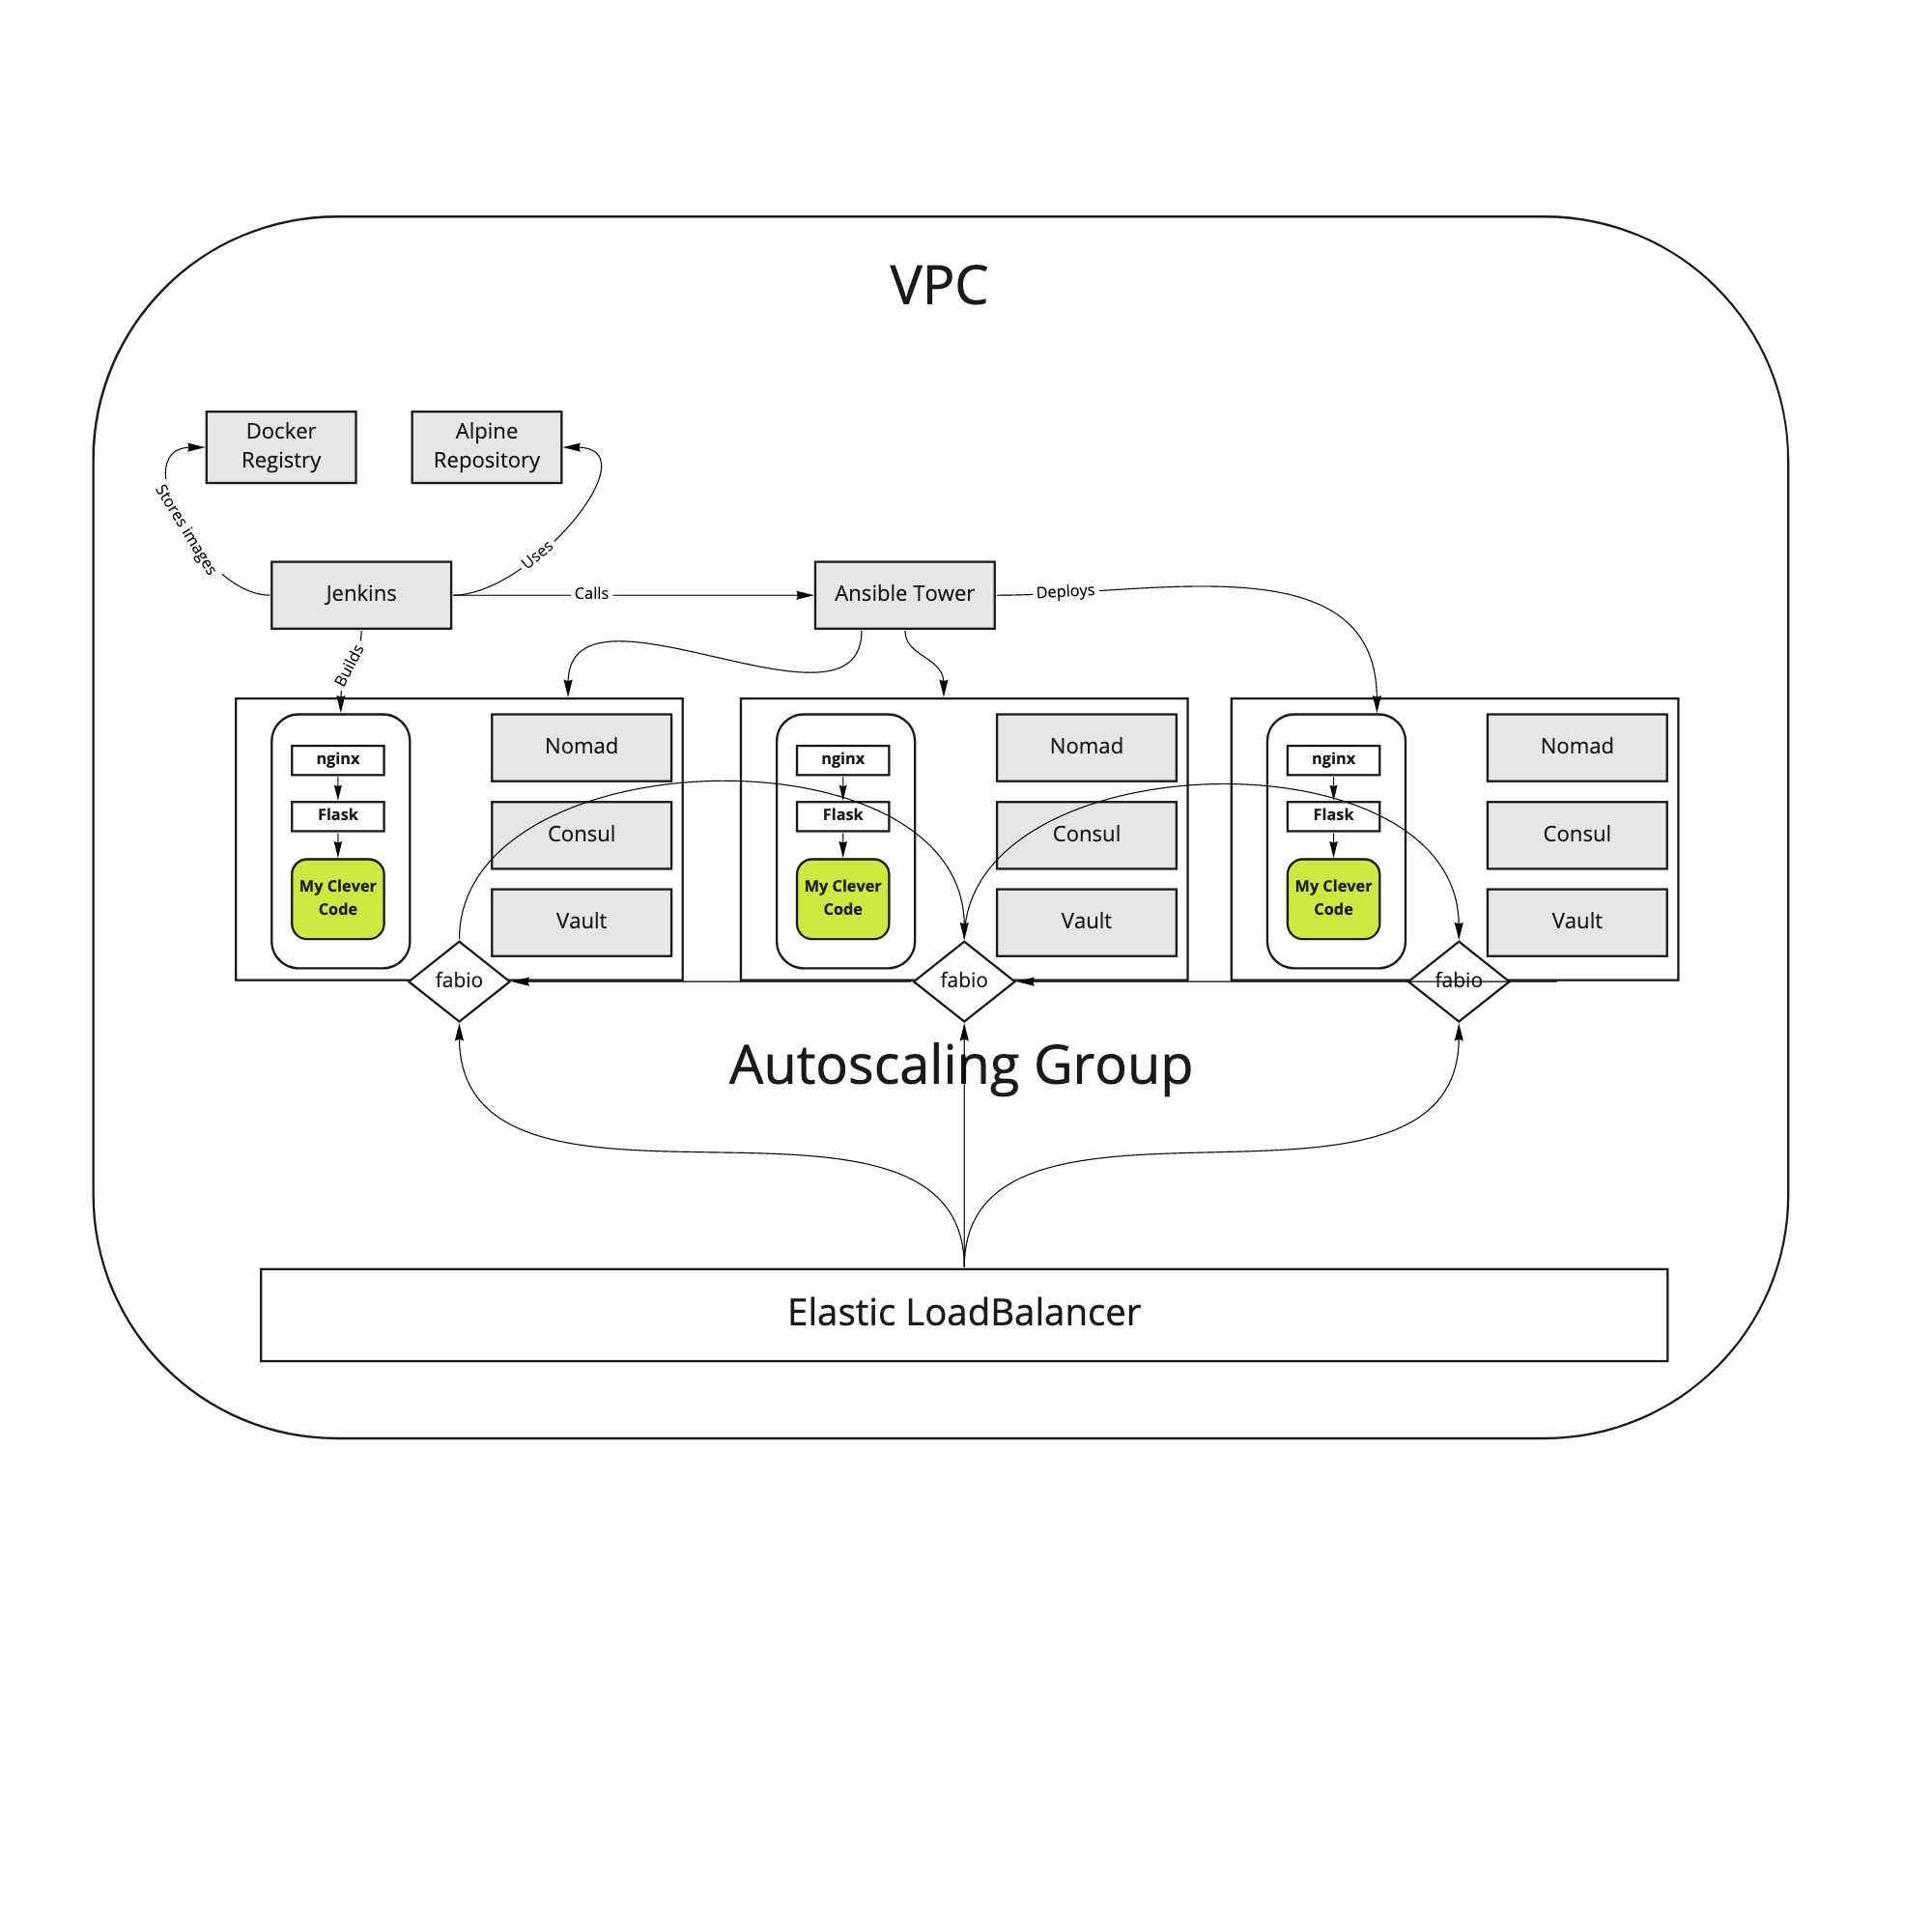 VPC
Docker
Registry
Alpine
Repository
Stores images
Uses
Jenkins
Calls
Ansible Tower
Deploys
Builds
nginx
Flask
My Clever
Code
Nomad
Consul
Vault
fabio
nginx
Flask
My Clever
Code
Nomad
Consul
Vault
fabio
nginx
Flask
My Clever
Code
Nomad
Consul
Vault
fabio
Autoscaling Group
Elastic LoadBalancer